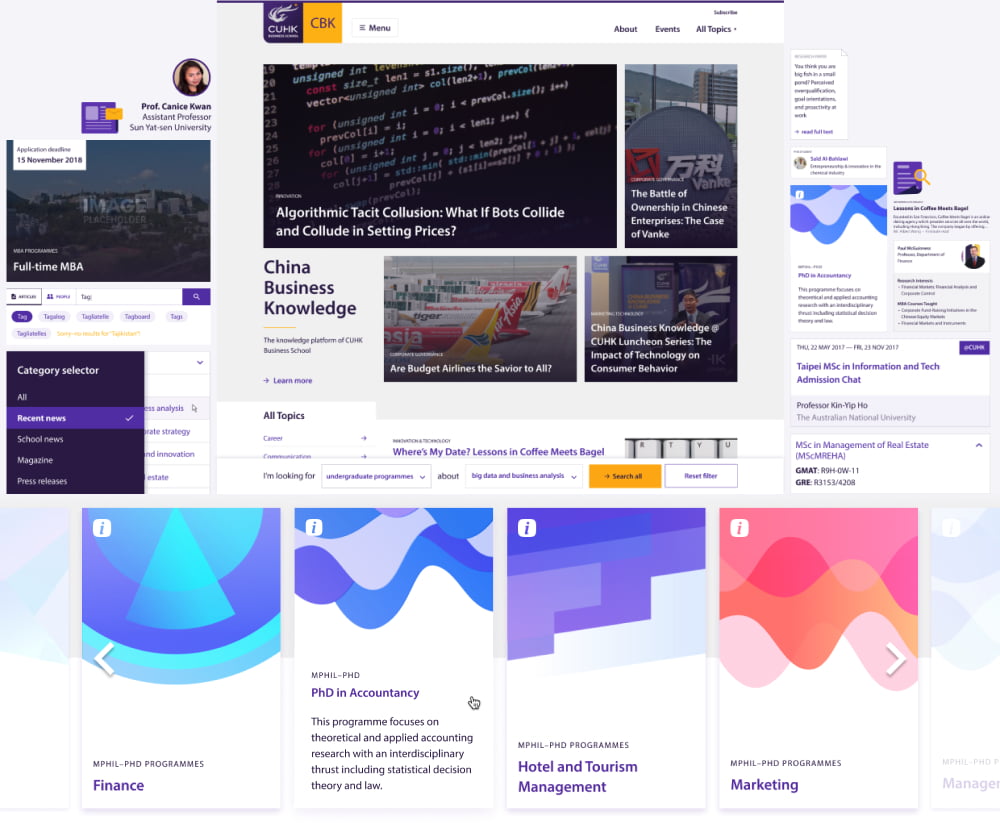 Prof. Canice Kwan
Assistant Professor
Sun Yat-sen University
Application deadline
15 November 2018
IMAGE
PLACEHOLDER
MBA PROGRAMMES
Full-time MBA
ARTICLES
PEOPLE
Tag:
Tag
Tagalog
Tagliatelle
Tagboard
Tags
Tagliatelles
Sorry–no results for "Tajikistan"!
Category selector
All
Recent news
School news
Magazine
Press releases
ess analysis
orate strategy
nd innovation
estate
CUHK
BUSINESS SCHOOL
CBK
Menu
Subscribe
About
Events
All Topics
INNOVATION
Algorithmic Tacit Collusion: What If Bots Collide
and Collude in Setting Prices?
万科
Vanke
CORPORATE GOVERNANCE
The Battle of
Ownership in Chinese
Enterprises: The Case
of Vanke
China
Business
Knowledge
The knowledge platform of CUHK
Business School
Learn more
CORPORATE GOVERNANCE
Are Budget Airlines the Savior to All?
MARKETING TECHNOLOGY
China Business Knowledge @
CUHK Luncheon Series: The
Impact of Technology on
Consumer Behavior
All Topics
Career
Communication
INNOVATION & TECHNOLOGY
Where's My Date? Lessons in Coffee Meets Bagel
R T Y U
I'm looking for
undergraduate programmes
about
big data and business analysis
Search all
Reset filter
RESEARCH PAPER
You think you are
big fish in a small
pond? Perceived
overqualification,
goal orientations,
and proactivity at
work
read full text
Said Al-Bahlawi
Entrepreneurship & innovation in the
chemical industry
MPHIL–PHD
PhD in Accountancy
This programme focuses on
theoretical and applied accounting
research with an interdisciplinary
thrust including statistical decision
theory and law.
Lessons in Coffee Meets Bagel
Paul McGuinness
Professor, Department of
Finance
Research Interests
Financial Markets Financial Analysis and
Corporate Control
MBA Courses Taught
Corporate Fund Raising Initiatives in the
Chinese Equity Markets
Financial Markets and Instruments
THU, 22 MAY 2017 — FRI, 23 NOV 2017
@CUHK
Taipei MSc in Information and Tech
Admission Chat
Professor Kin-Yip Ho
The Australian National University
MSc in Management of Real Estate
(MScMREHA)
GMAT: R9H-0W-11
GRE: R3153/4208
i
MPHIL–PHD PROGRAMMES
Finance
i
MPHIL–PHD
PhD in Accountancy
This programme focuses on
theoretical and applied accounting
research with an interdisciplinary
thrust including statistical decision
theory and law.
i
MPHIL–PHD PROGRAMMES
Hotel and Tourism
Management
i
MPHIL–PHD PROGRAMMES
Marketing
MPHIL–PHD P
Manager